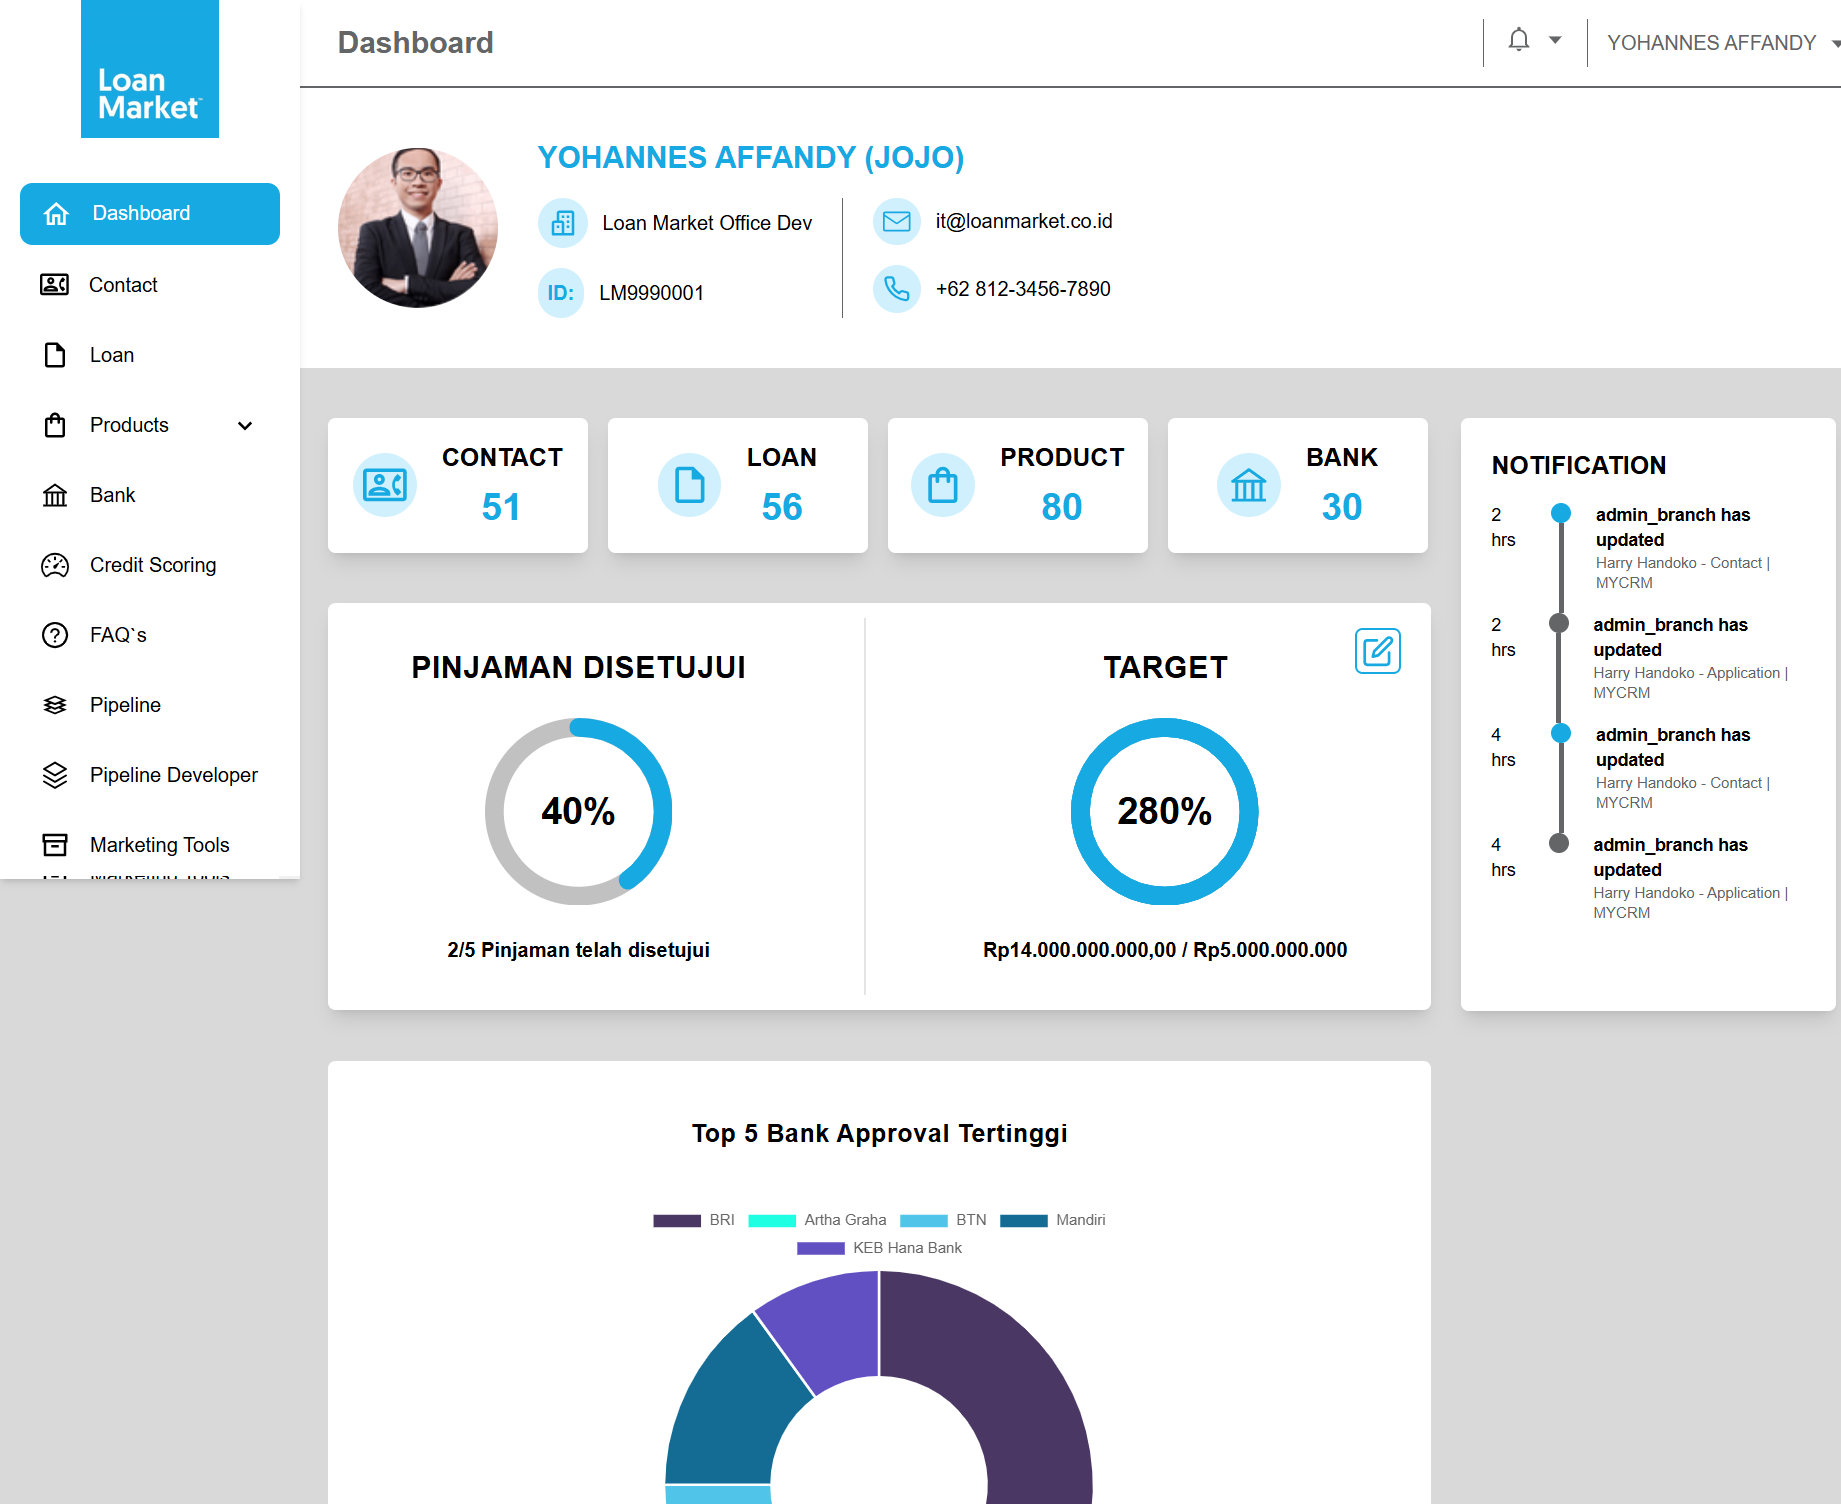 Loan
Market
Dashboard
Contact
Loan
Products
Bank
Credit Scoring
FAQ`s
Pipeline
Pipeline Developer
Marketing Tools
Marketing Tools
Dashboard
YOHANNES AFFANDY
YOHANNES AFFANDY (JOJO)
Loan Market Office Dev
ID: LM9990001
it@loanmarket.co.id
+62 812-3456-7890
CONTACT
51
LOAN
56
PRODUCT
80
BANK
30
PINJAMAN DISETUJUI
40%
2/5 Pinjaman telah disetujui
TARGET
280%
Rp14.000.000.000,00 / Rp5.000.000.000
NOTIFICATION
2 hrs
admin_branch has
updated
Harry Handoko - Contact |
MYCRM
2 hrs
admin_branch has
updated
Harry Handoko - Application |
MYCRM
4 hrs
admin_branch has
updated
Harry Handoko - Contact |
MYCRM
4 hrs
admin_branch has
updated
Harry Handoko - Application |
MYCRM
Top 5 Bank Approval Tertinggi
BRI Artha Graha BTN Mandiri
KEB Hana Bank